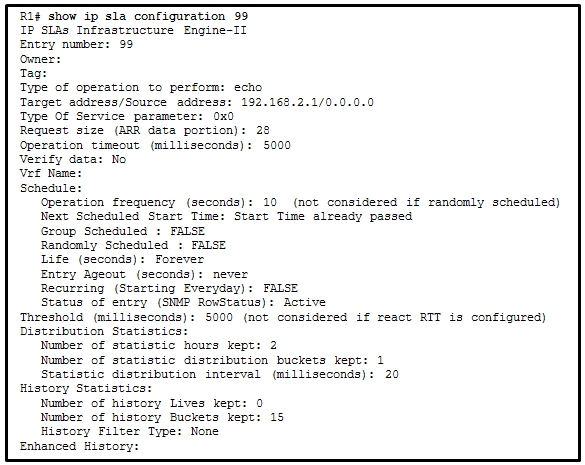 R1# show ip sla configuration 99
IP SLAs Infrastructure Engine-II
Entry number: 99
Owner:
Tag:
Type of operation to perform: echo
Target address/Source address: 192.168.2.1/0.0.0.0
Type Of Service parameter: 0x0
Request size (ARR data portion): 28
Operation timeout (milliseconds): 5000
Verify data: No
Vrf Name:
Schedule:
Operation frequency (seconds): 10 (not considered if randomly scheduled)
Next Scheduled Start Time: Start Time already passed
Group Scheduled : FALSE
Randomly Scheduled : FALSE
Life (seconds): Forever
Entry Ageout (seconds): never
Recurring (Starting Everyday): FALSE
Status of entry (SNMP RowStatus): Active
Threshold (milliseconds): 5000 (not considered if react RTT is configured)
Distribution Statistics:
Number of statistic hours kept: 2
Number of statistic distribution buckets kept: 1
Statistic distribution interval (milliseconds): 20
History Statistics:
Number of history Lives kept: 0
Number of history Buckets kept: 15
History Filter Type: None
Enhanced History: